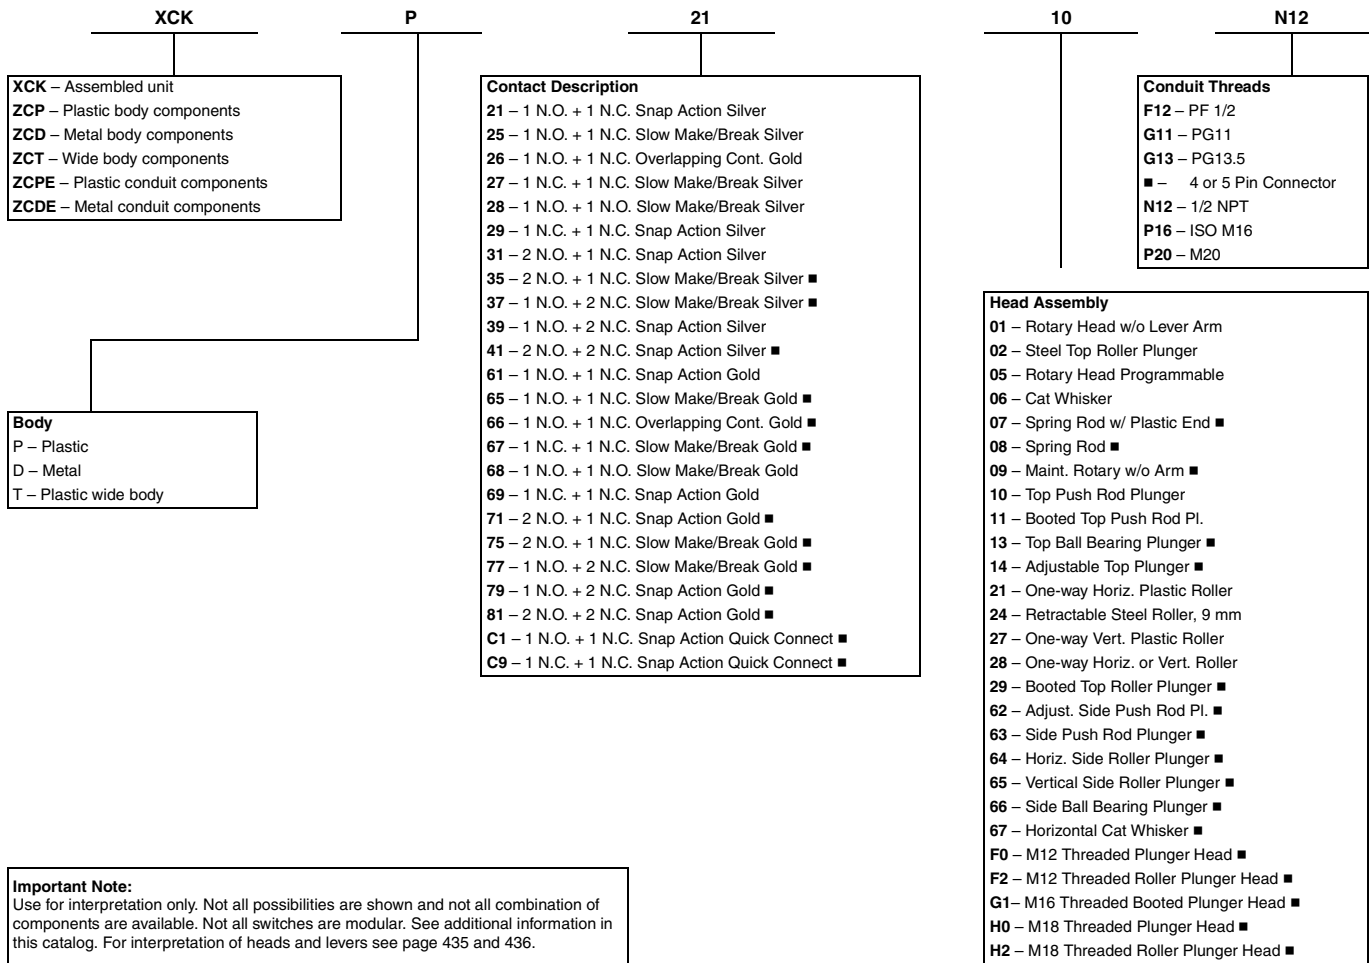 XCK P 21 10 N12
XCK – Assembled unit
ZCP – Plastic body components
ZCD – Metal body components
ZCT – Wide body components
ZCPE – Plastic conduit components
ZCDE – Metal conduit components
Body
P – Plastic
D – Metal
T – Plastic wide body
Contact Description
21 – 1 N.O. + 1 N.C. Snap Action Silver
25 – 1 N.O. + 1 N.C. Slow Make/Break Silver
26 – 1 N.O. + 1 N.C. Overlapping Cont. Gold
27 – 1 N.C. + 1 N.C. Slow Make/Break Silver
28 – 1 N.O. + 1 N.O. Slow Make/Break Silver
29 – 1 N.C. + 1 N.C. Snap Action Silver
31 – 2 N.O. + 1 N.C. Snap Action Silver
35 – 2 N.O. + 1 N.C. Slow Make/Break Silver ■
37 – 1 N.O. + 2 N.C. Slow Make/Break Silver ■
39 – 1 N.O. + 2 N.C. Snap Action Silver
41 – 2 N.O. + 2 N.C. Snap Action Silver ■
61 – 1 N.O. + 1 N.C. Snap Action Gold
65 – 1 N.O. + 1 N.C. Slow Make/Break Gold ■
66 – 1 N.O. + 1 N.C. Overlapping Cont. Gold ■
67 – 1 N.C. + 1 N.C. Slow Make/Break Gold ■
68 – 1 N.O. + 1 N.O. Slow Make/Break Gold
69 – 1 N.C. + 1 N.C. Snap Action Gold
71 – 2 N.O. + 1 N.C. Snap Action Gold ■
75 – 2 N.O. + 1 N.C. Slow Make/Break Gold ■
77 – 1 N.O. + 2 N.C. Slow Make/Break Gold ■
79 – 1 N.O. + 2 N.C. Snap Action Gold ■
81 – 2 N.O. + 2 N.C. Snap Action Gold ■
C1 – 1 N.O. + 1 N.C. Snap Action Quick Connect ■
C9 – 1 N.C. + 1 N.C. Snap Action Quick Connect ■
Conduit Threads
F12 – PF 1/2
G11 – PG11
G13 – PG13.5
■ – 4 or 5 Pin Connector
N12 – 1/2 NPT
P16 – ISO M16
P20 – M20
Head Assembly
01 – Rotary Head w/o Lever Arm
02 – Steel Top Roller Plunger
05 – Rotary Head Programmable
06 – Cat Whisker
07 – Spring Rod w/ Plastic End ■
08 – Spring Rod ■
09 – Maint. Rotary w/o Arm ■
10 – Top Push Rod Plunger
11 – Booted Top Push Rod Pl.
13 – Top Ball Bearing Plunger ■
14 – Adjustable Top Plunger ■
21 – One-way Horiz. Plastic Roller
24 – Retractable Steel Roller, 9 mm
27 – One-way Vert. Plastic Roller
28 – One-way Horiz. or Vert. Roller
29 – Booted Top Roller Plunger ■
62 – Adjust. Side Push Rod Pl. ■
63 – Side Push Rod Plunger ■
64 – Horiz. Side Roller Plunger ■
65 – Vertical Side Roller Plunger ■
66 – Side Ball Bearing Plunger ■
67 – Horizontal Cat Whisker ■
F0 – M12 Threaded Plunger Head ■
F2 – M12 Threaded Roller Plunger Head ■
G1– M16 Threaded Booted Plunger Head ■
H0 – M18 Threaded Plunger Head ■
H2 – M18 Threaded Roller Plunger Head ■
Important Note:
Use for interpretation only. Not all possibilities are shown and not all combination of
components are available. Not all switches are modular. See additional information in
this catalog. For interpretation of heads and levers see page 435 and 436.